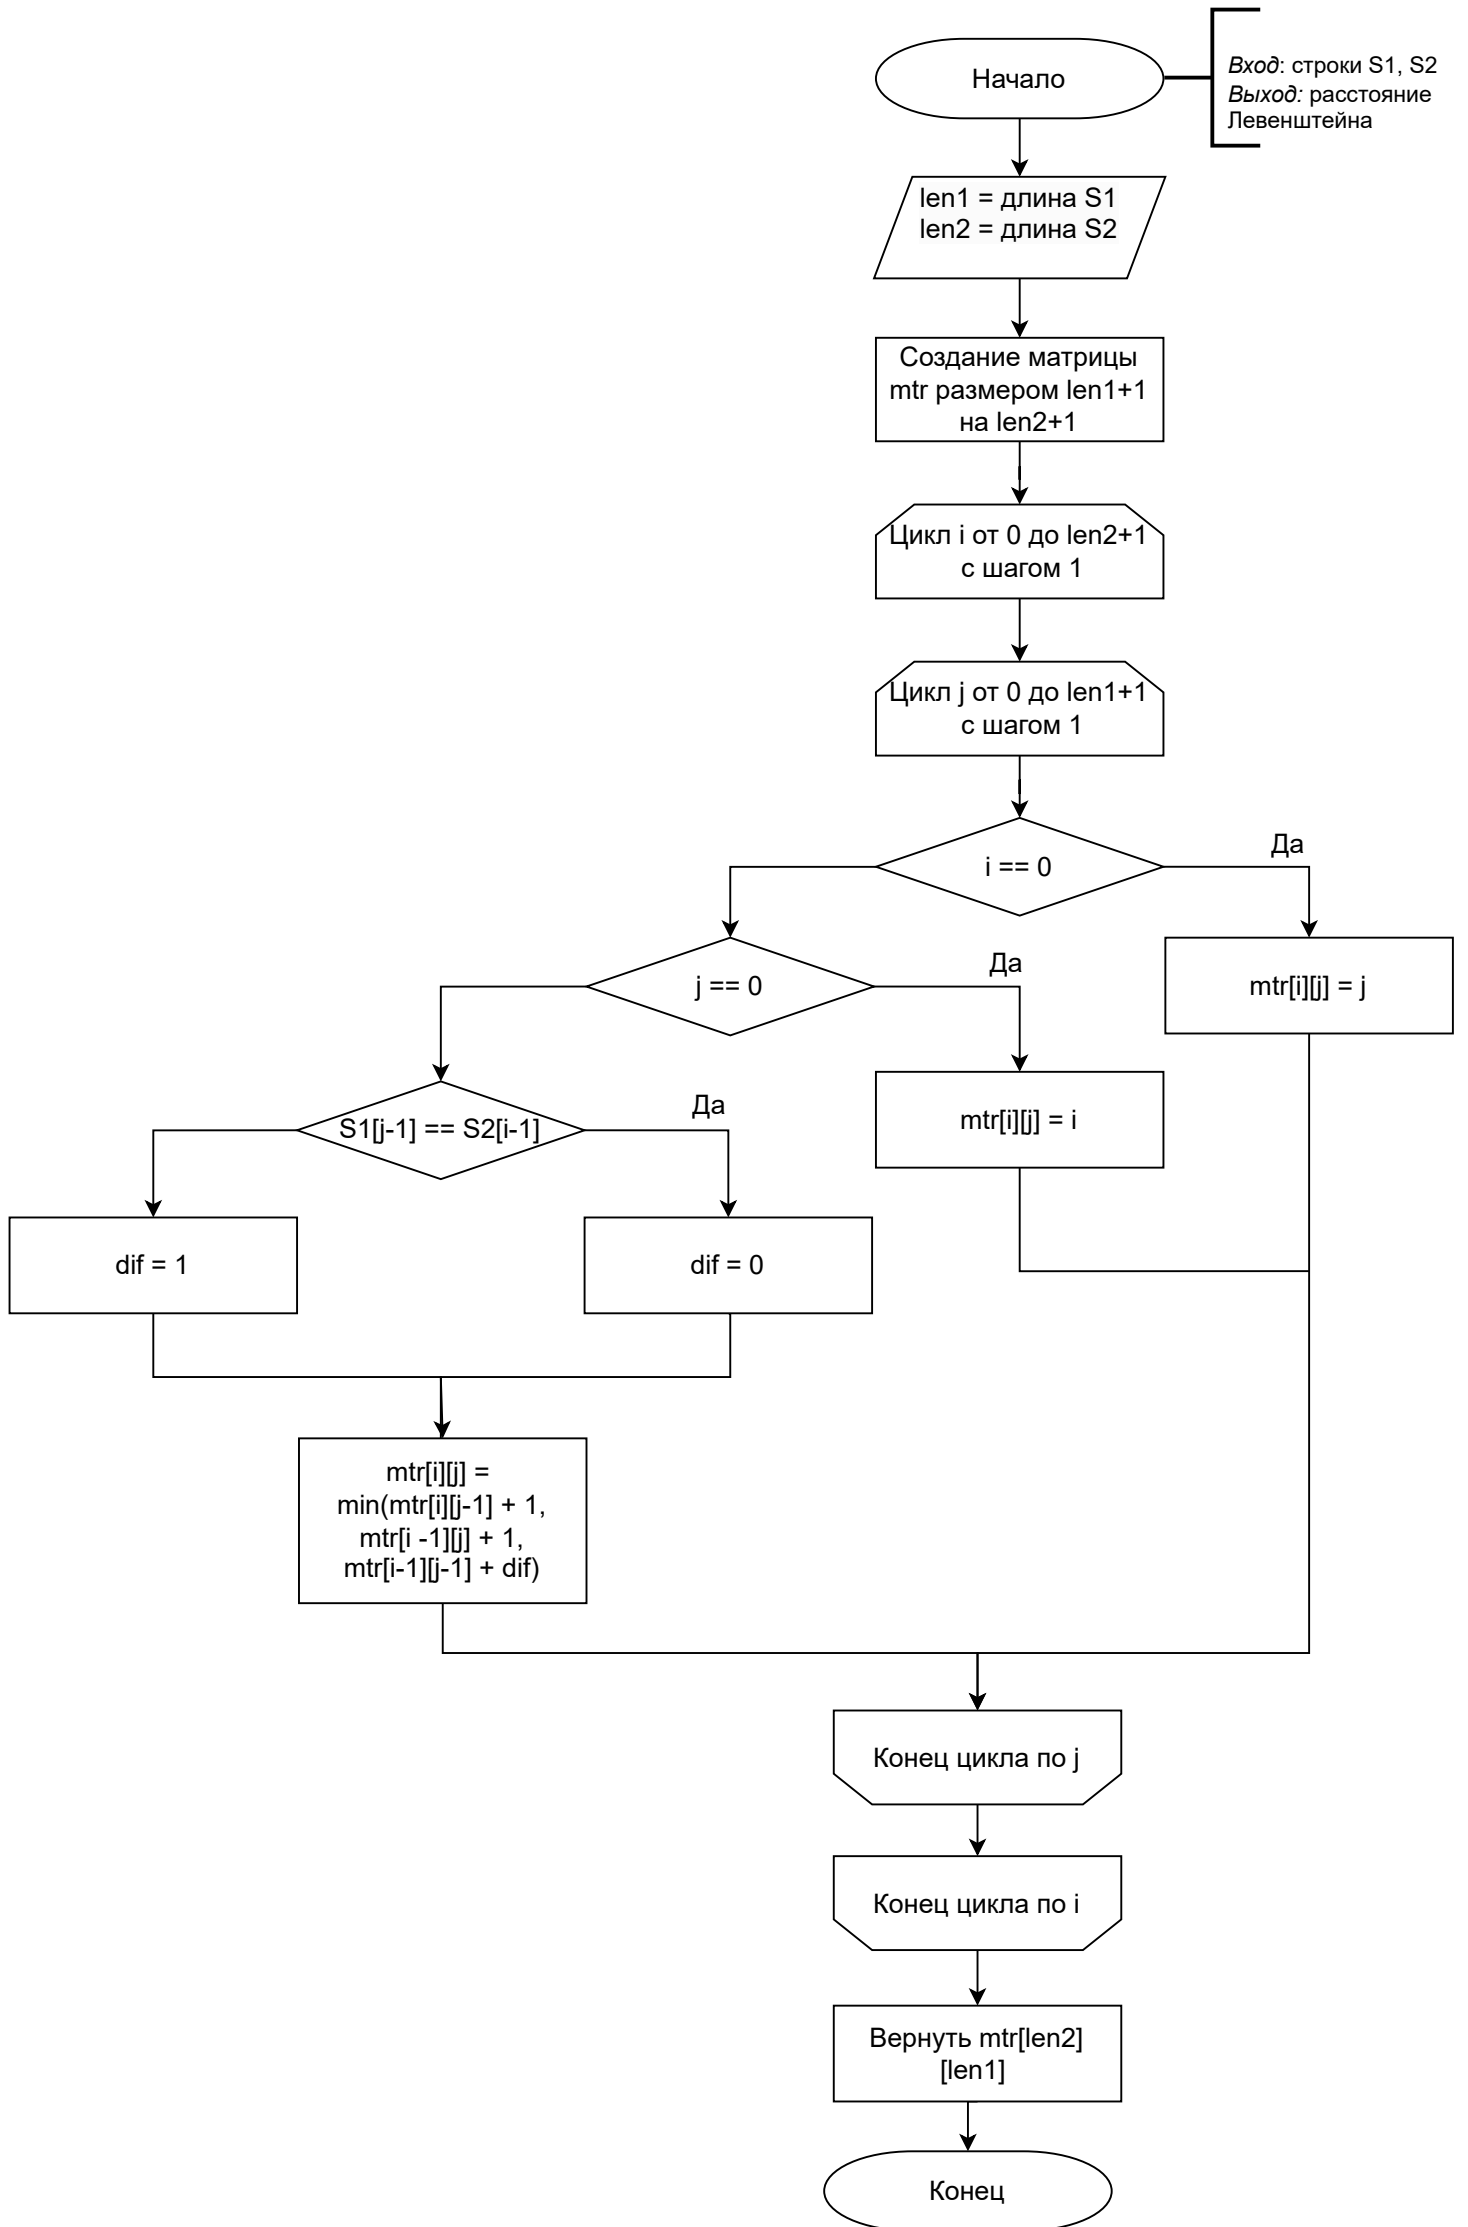 Начало
Вход: строки S1, S2
Выход: расстояние
Левенштейна
len1 = длина S1
len2 = длина S2
Создание матрицы
mtr размером len1+1
на len2+1
Цикл i от 0 до len2+1
с шагом 1
Цикл j от 0 до len1+1
с шагом 1
i == 0
Да
j == 0
Да
mtr[i][j] = j
S1[j-1] == S2[i-1]
Да
mtr[i][j] = i
dif = 1
dif = 0
mtr[i][j] =
min(mtr[i][j-1] + 1,
mtr[i -1][j] + 1,
mtr[i-1][j-1] + dif)
Конец цикла по j
Конец цикла по i
Вернуть mtr[len2]
[len1]
Конец